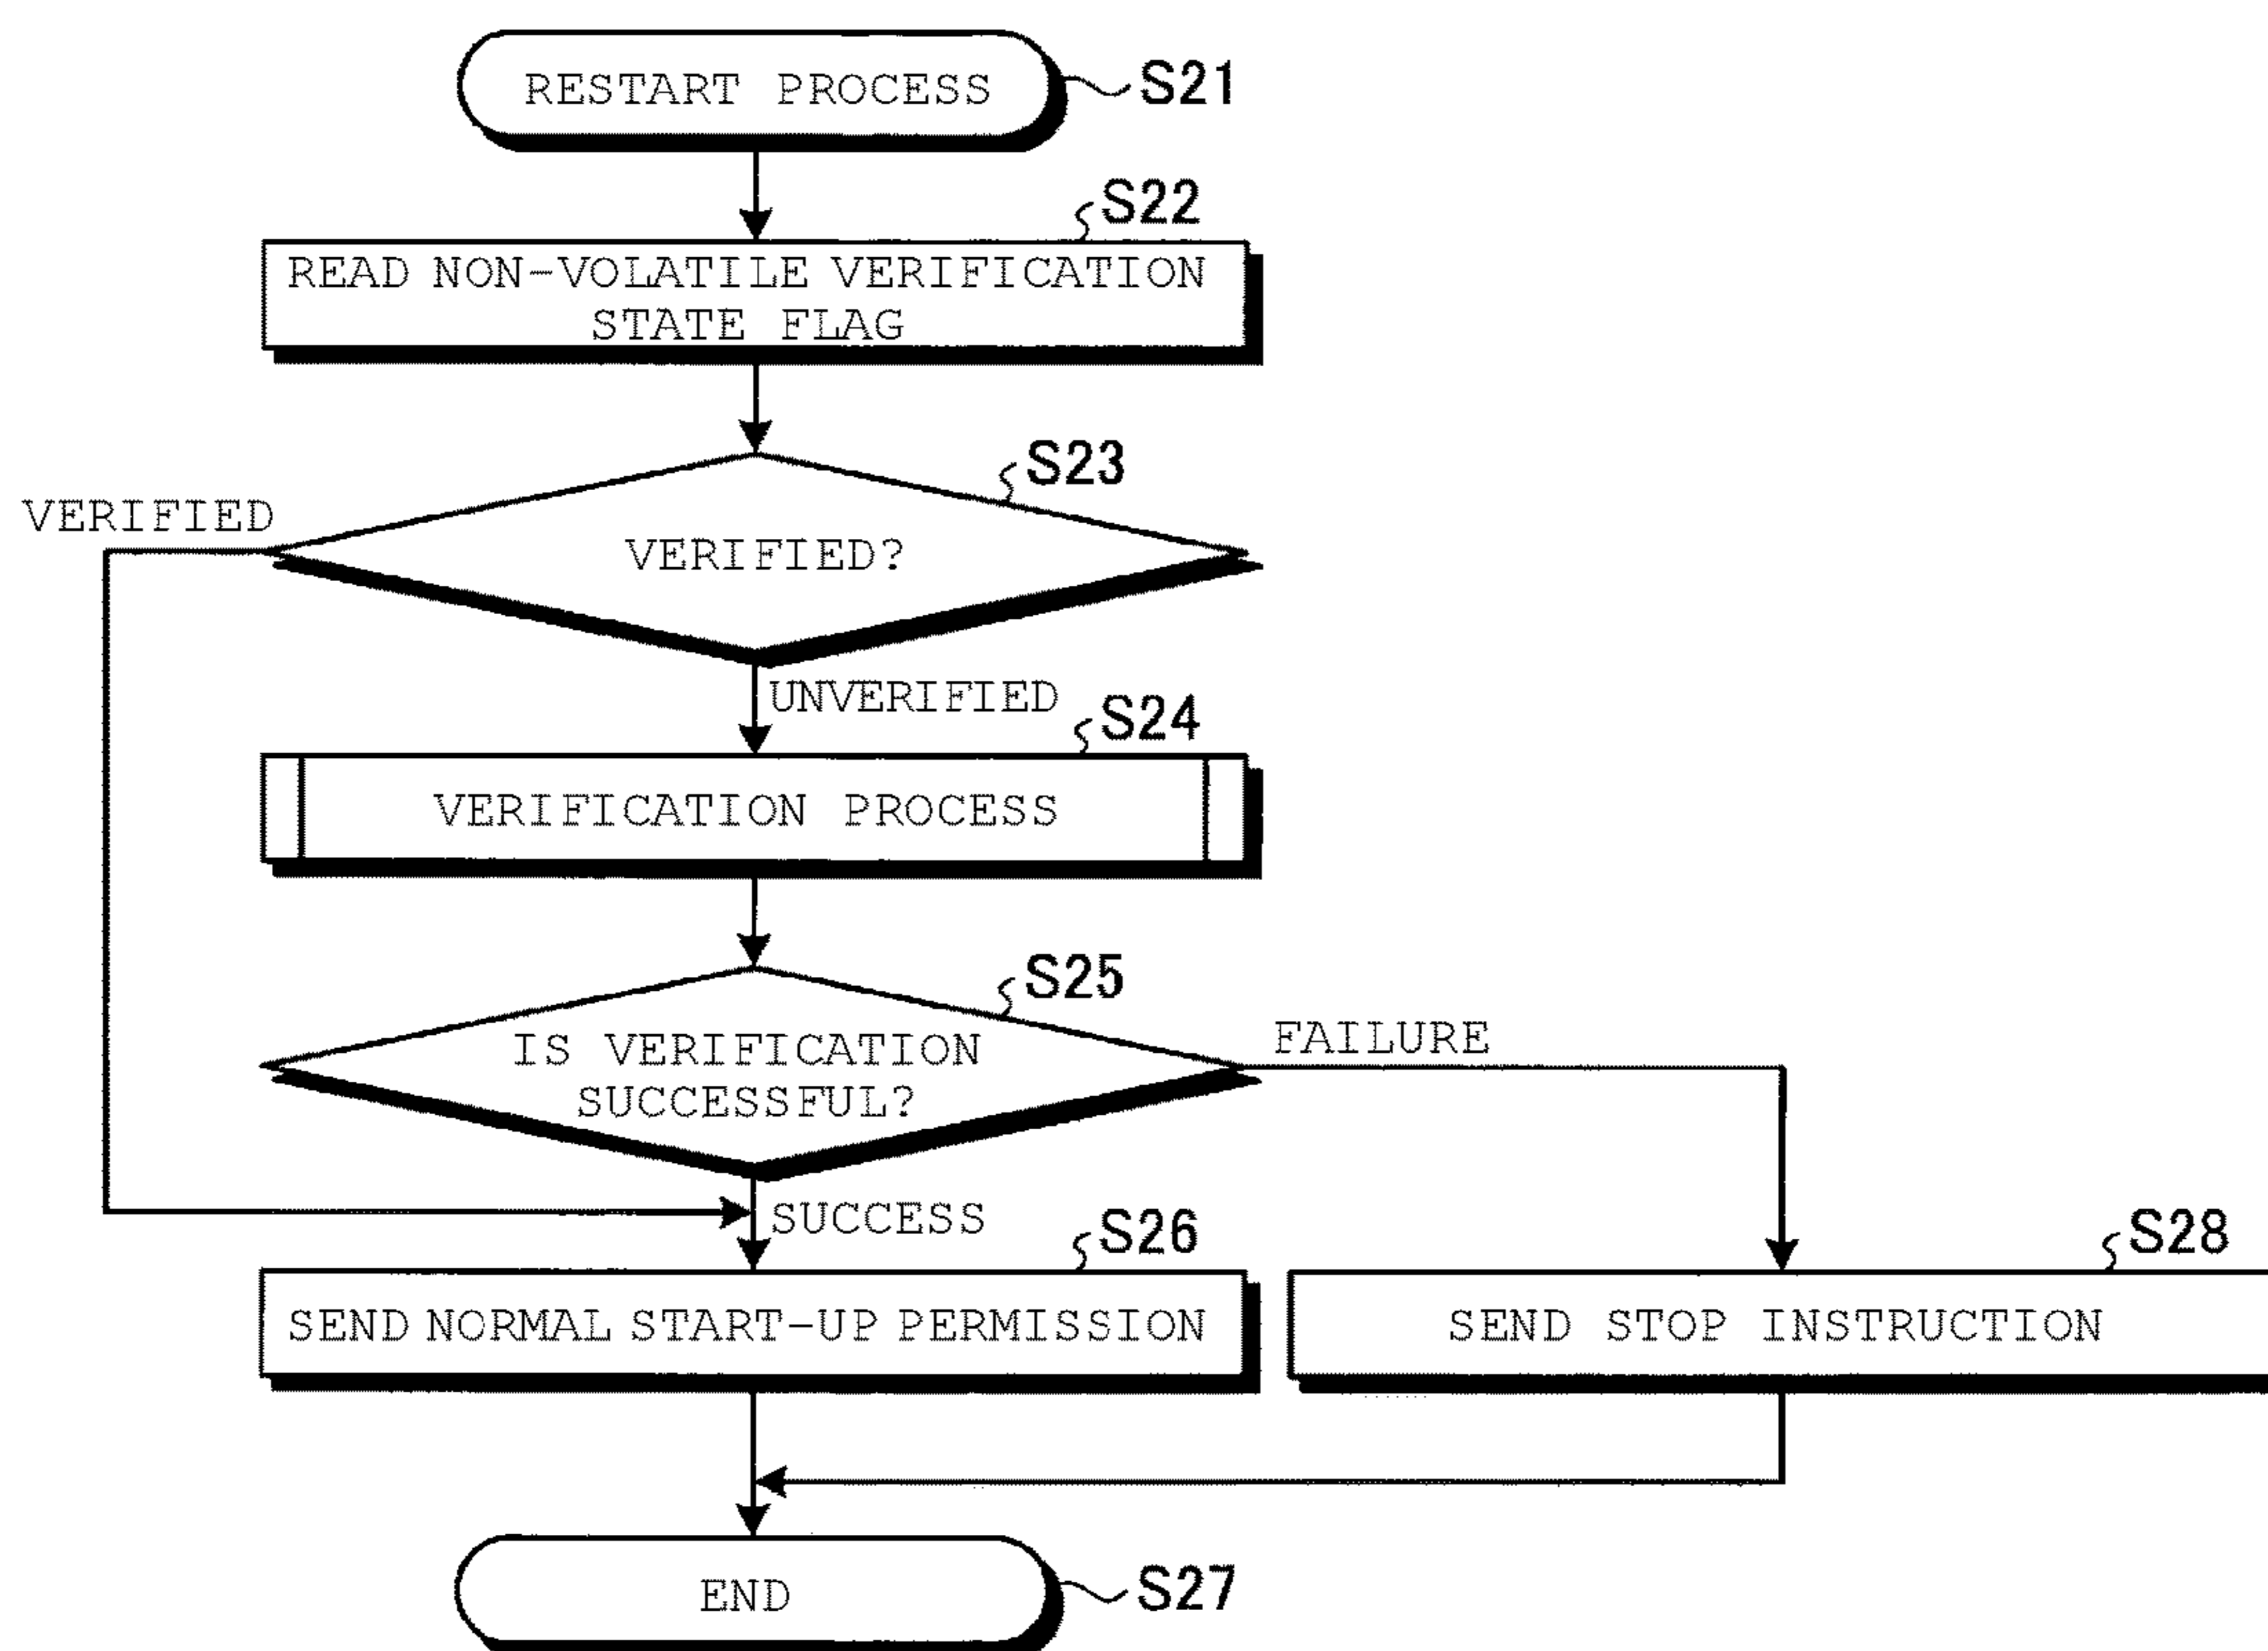 RESTART PROCESS
S21
S22
READ NON-VOLATILE VERIFICATION
STATE FLAG
S23
VERIFIED
VERIFIED?
UNVERIFIED
S24
VERIFICATION PROCESS
S25
IS VERIFICATION
SUCCESSFUL?
FAILURE
SUCCESS
S26
SEND NORMAL START-UP PERMISSION
S28
SEND STOP INSTRUCTION
END
S27